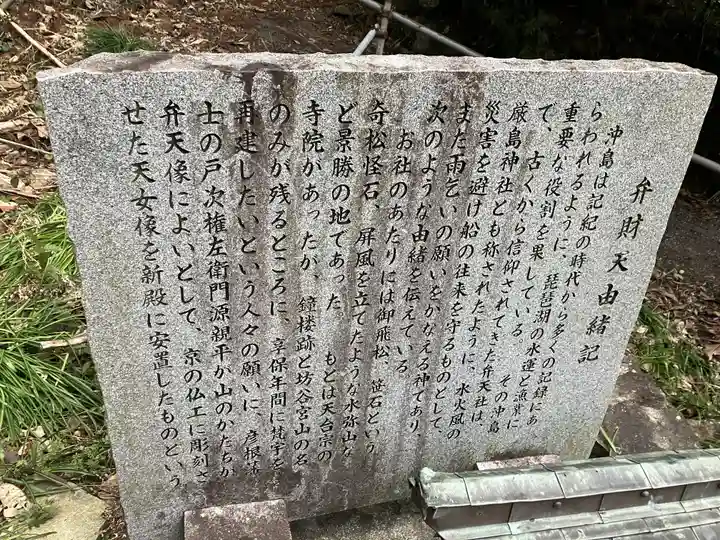 弁財天由緒記
沖島は記紀の時代から多くの記録にあ
らわれるように、琵琶湖の水運と漁業に
重要な役割を果している。その沖島
で、古くから信仰されてきた弁天社は、
厳島神社とも称されたように、水火風の
災害を避け船の往来を守るものとして、
また雨乞いの願いをかなえる神であり、
次のような由緒を伝えている。
お社のあたりには御飛松、笹石という
奇松怪石、屏風を立てたような水弥山な
ど景勝の地であった。もとは天台宗の
寺院があったが、鐘楼跡と坊谷宮山の名
のみが残るところに、享保年間に梵宇を
再建したいという人々の願いに、彦根藩
士の戸次権左衛門源親平が山のかたちが
弁天像によいとして、京の仏工に彫刻さ
せた天女像を新殿に安置したものという。